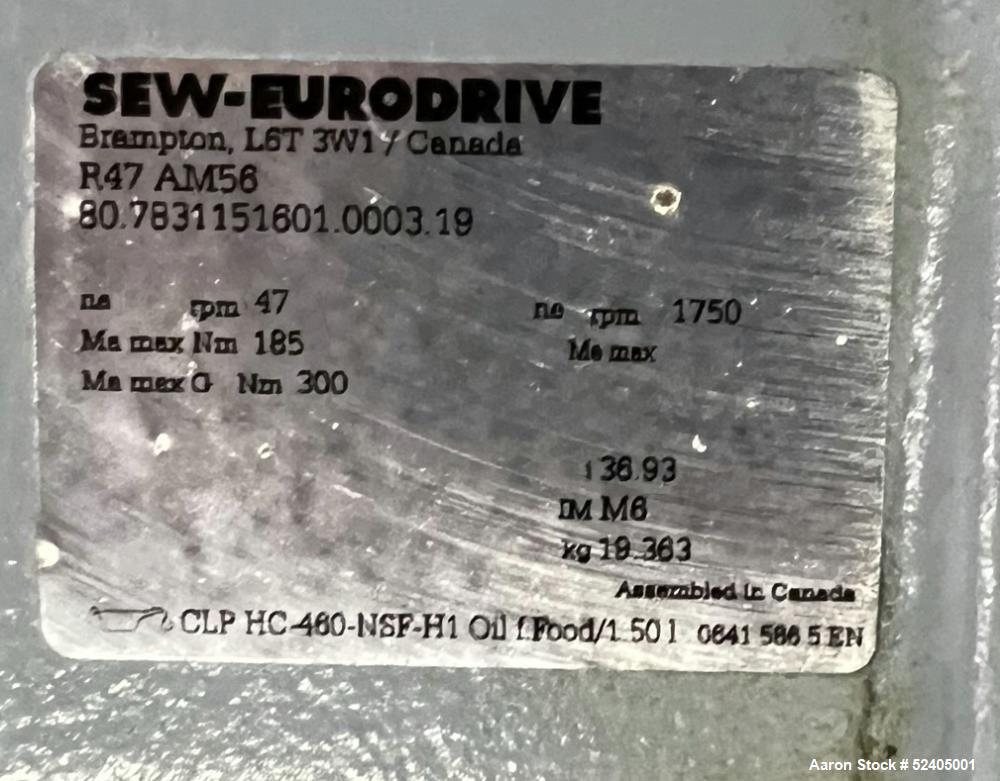 SEW-EURODRIVE
Brampton, L6T 3W1 / Canada
R47 AM56
80.7831151601.0003.19
na rpm 47 ne rpm 1750
Ma max Nm 185 Me max
Ma max G Nm 300
i 36.93
IM M6
kg 19.363
Assembled in Canada
CLP HC-460-NSF-H1 Oil f.Food/1.50 l 0641 586 5 EN
Aaron Stock # 52405001